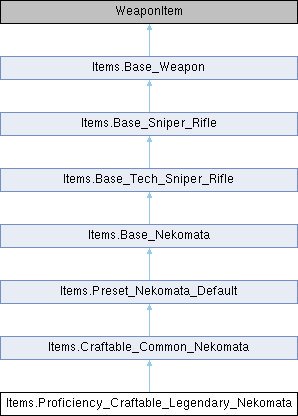 WeaponItem
Items.Base_Weapon
Items.Base_Sniper_Rifle
Items.Base_Tech_Sniper_Rifle
Items.Base_Nekomata
Items.Preset_Nekomata_Default
Items.Craftable_Common_Nekomata
Items.Proficiency_Craftable_Legendary_Nekomata